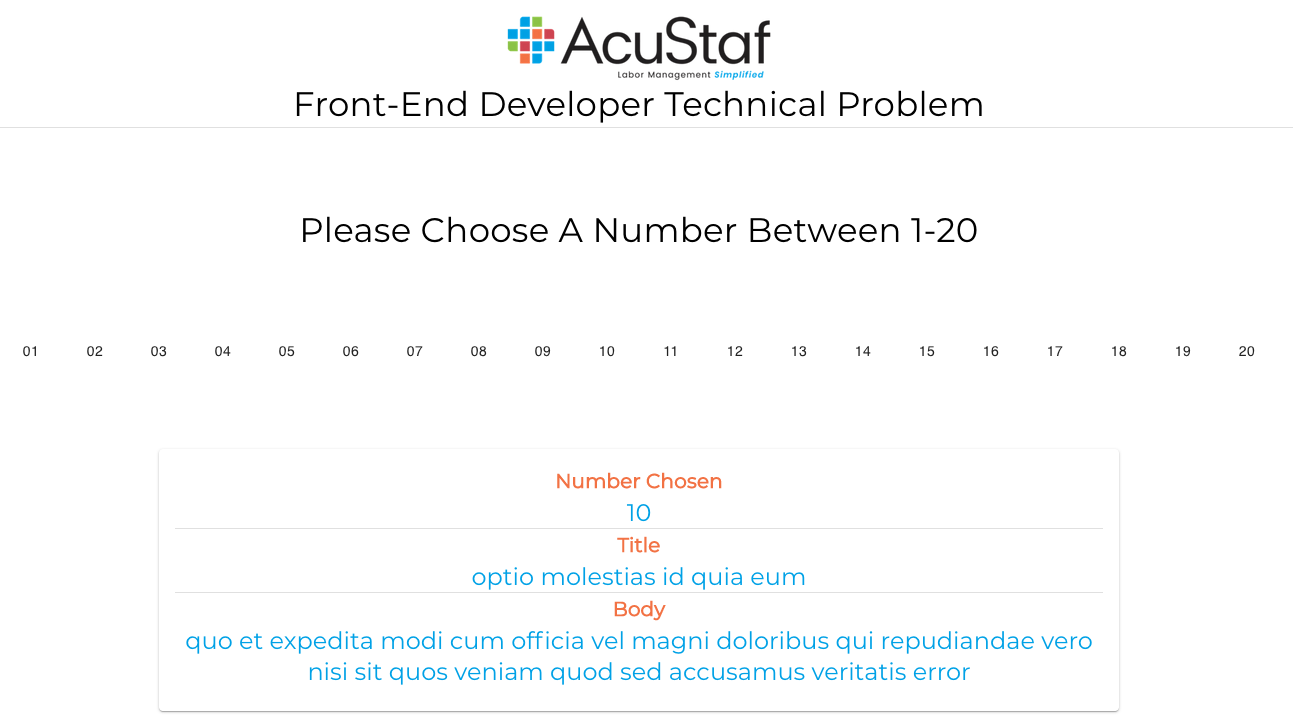 AcuStaf
Labor Management Simplified
Front-End Developer Technical Problem
Please Choose A Number Between 1-20
01 02 03 04 05 06 07 08 09 10 11 12 13 14 15 16 17 18 19 20
Number Chosen
10
Title
optio molestias id quia eum
Body
quo et expedita modi cum officia vel magni doloribus qui repudiandae vero
nisi sit quos veniam quod sed accusamus veritatis error